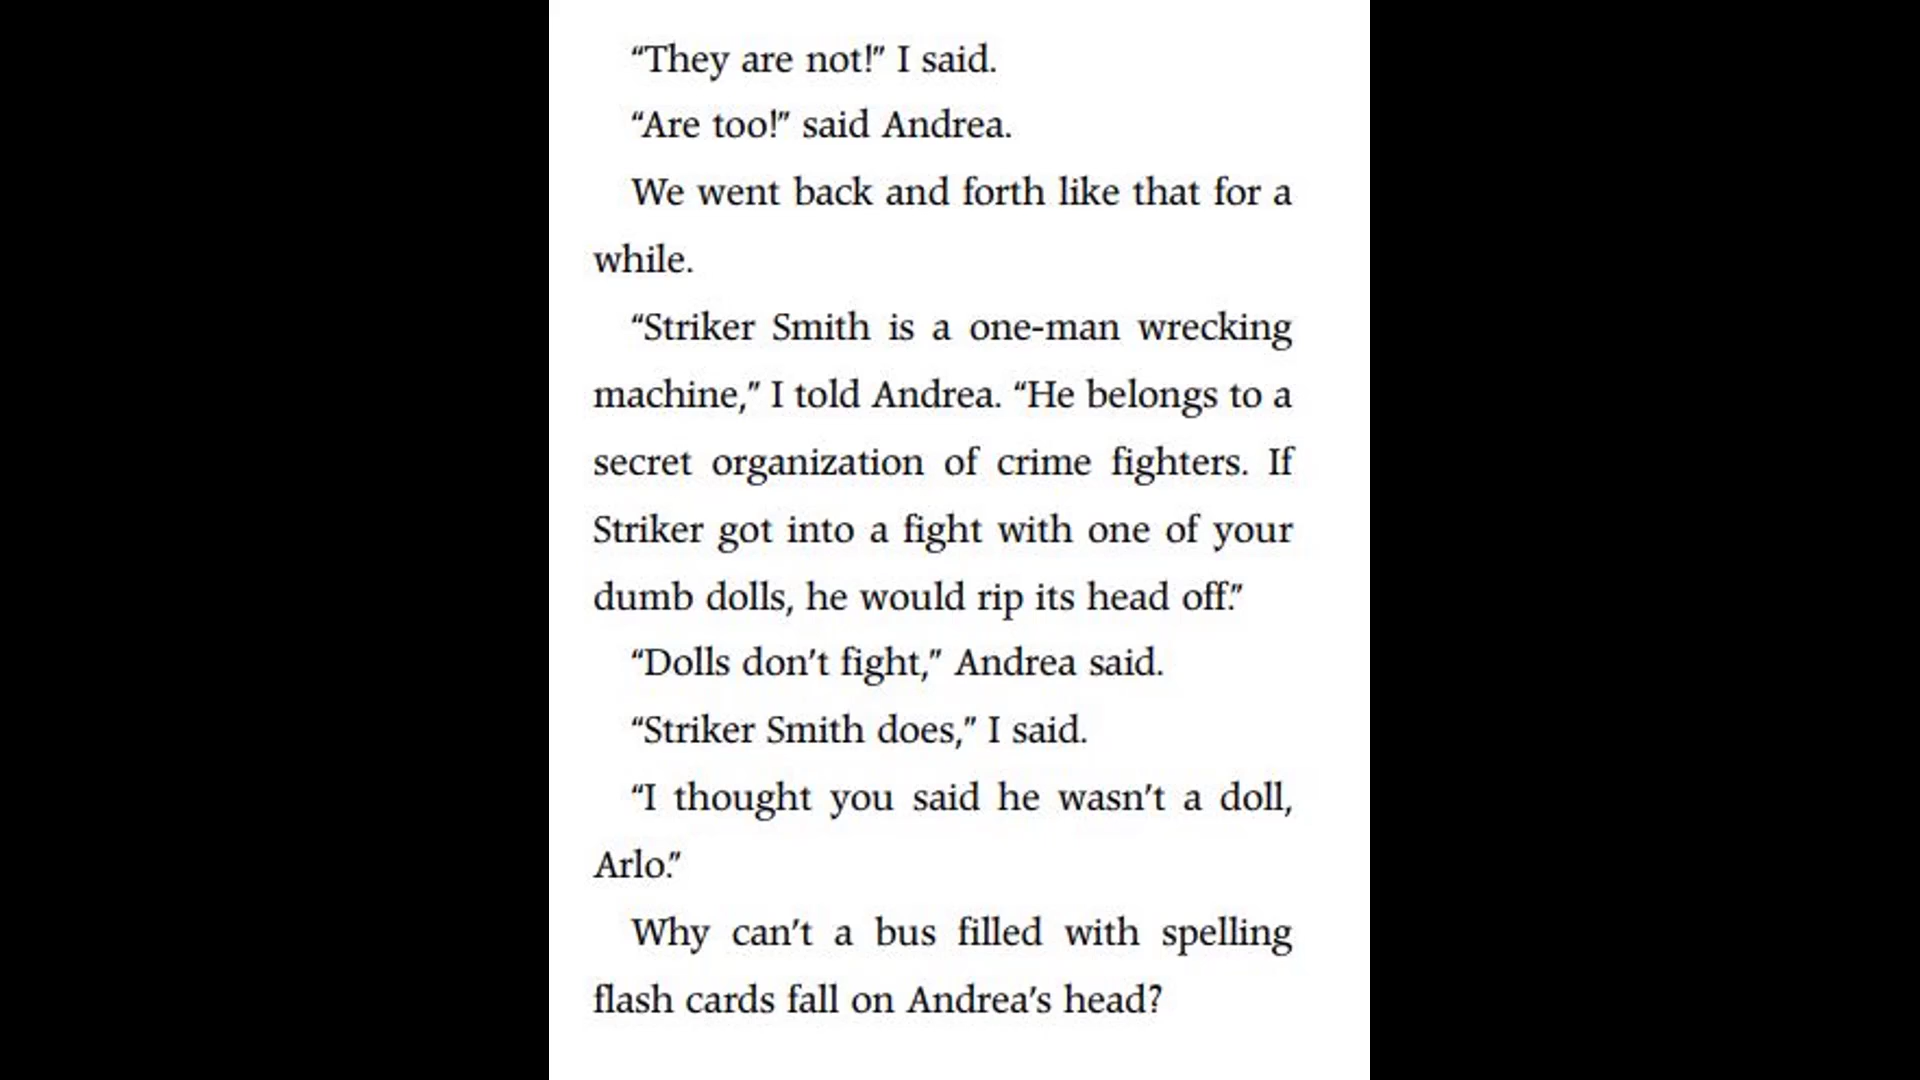 “They are not!” I said.
“Are too!” said Andrea.
We went back and forth like that for a
while.
“Striker Smith is a one-man wrecking
machine,” I told Andrea. “He belongs to a
secret organization of crime fighters. If
Striker got into a fight with one of your
dumb dolls, he would rip its head off.”
“Dolls don’t fight,” Andrea said.
“Striker Smith does,” I said.
“I thought you said he wasn’t a doll,
Arlo.”
Why can’t a bus filled with spelling
flash cards fall on Andrea’s head?